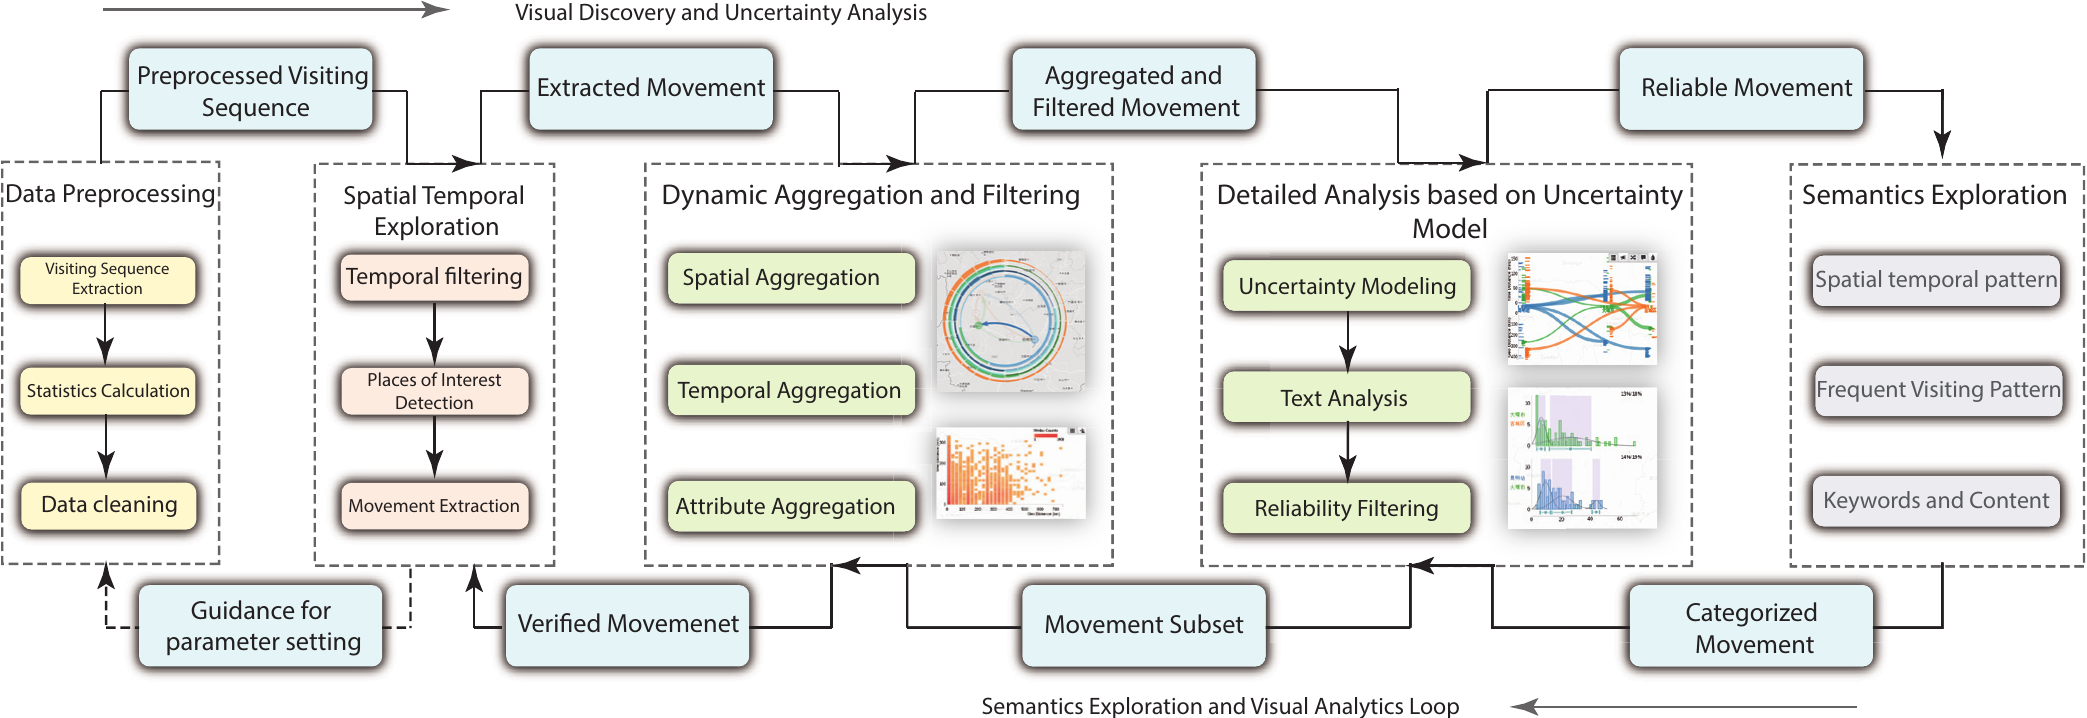 Visual Discovery and Uncertainty Analysis
Preprocessed Visiting
Sequence
Extracted Movement
Aggregated and
Filtered Movement
Reliable Movement
Data Preprocessing
Visiting Sequence
Extraction
Statistics Calculation
Data cleaning
Spatial Temporal
Exploration
Temporal filtering
Places of Interest
Detection
Movement Extraction
Dynamic Aggregation and Filtering
Spatial Aggregation
Temporal Aggregation
Attribute Aggregation
Detailed Analysis based on Uncertainty
Model
Uncertainty Modeling
Text Analysis
Reliability Filtering
13%/18%
14%/19%
Semantics Exploration
Spatial temporal pattern
Frequent Visiting Pattern
Keywords and Content
Guidance for
parameter setting
Verified Movemenet
Movement Subset
Categorized
Movement
Semantics Exploration and Visual Analytics Loop